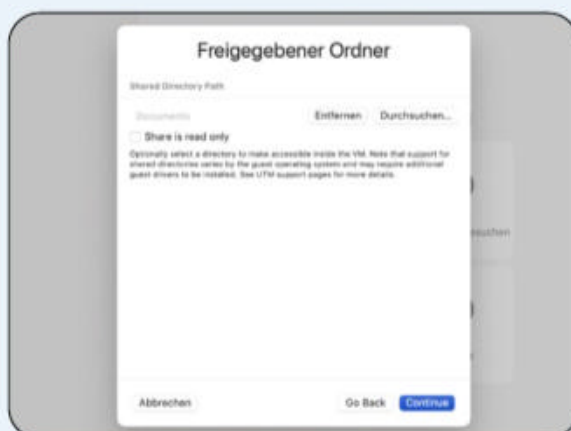 Freigegebener Ordner
Shared Directory Path
Documents
Entfernen
Durchsuchen...
Share is read only
Optionally select a directory to make accessible inside the VM. Note that support for
shared directories varies by the guest operating system and may require additional
guest drivers to be installed. See UTM support pages for more details.
Abbrechen
Go Back
Continue